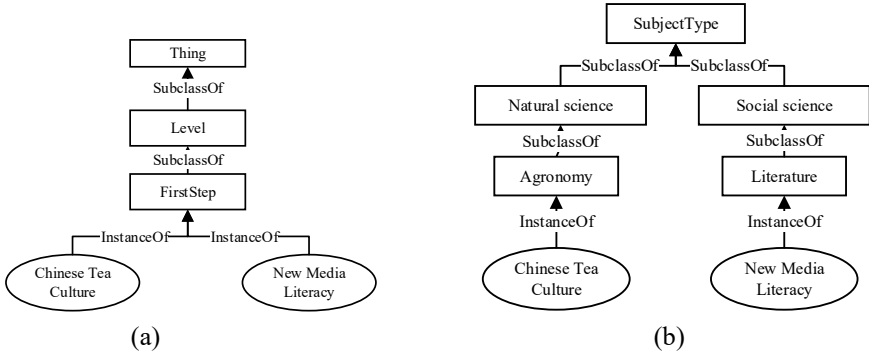 Thing
SubclassOf
Level
SubclassOf
FirstStep
InstanceOf InstanceOf
Chinese Tea
Culture
New Media
Literacy
(a)
SubjectType
SubclassOf SubclassOf
Natural science
Social science
SubclassOf
SubclassOf
Agronomy
Literature
InstanceOf
InstanceOf
Chinese Tea
Culture
New Media
Literacy
(b)